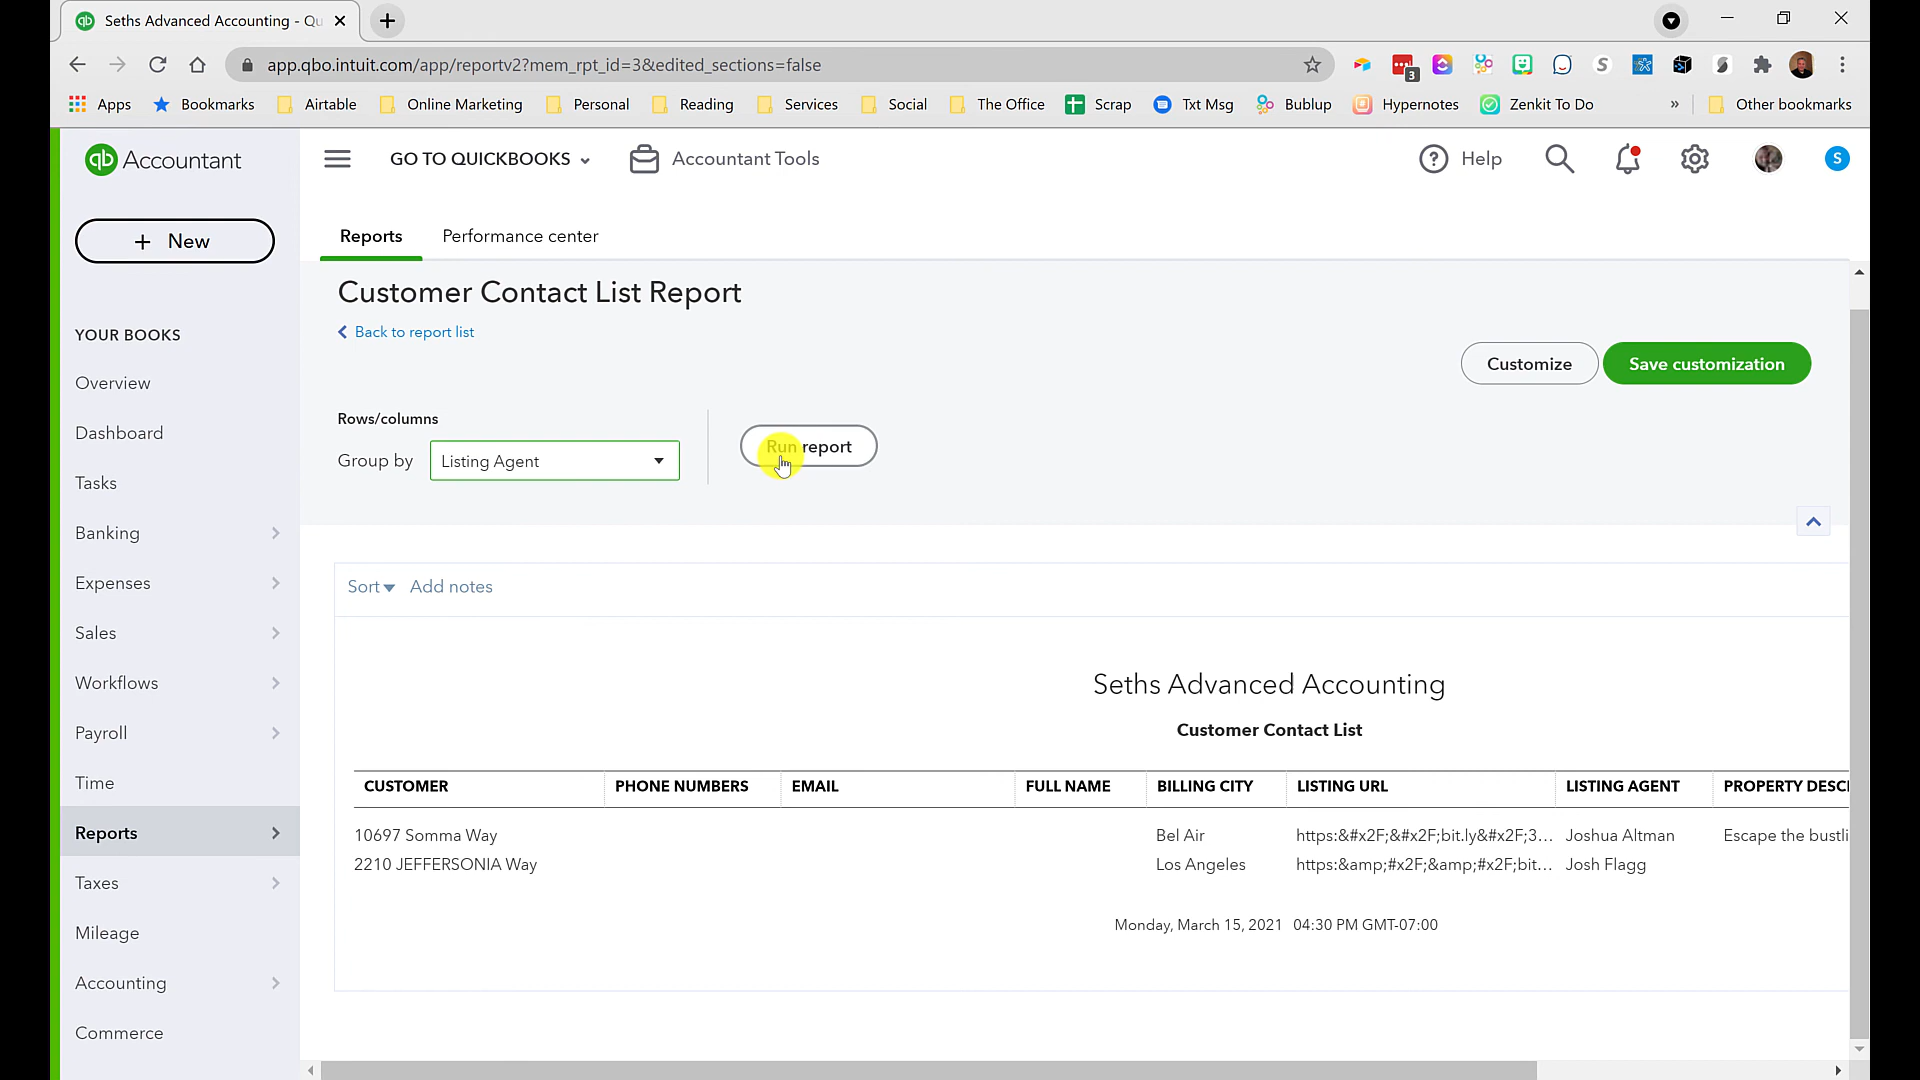 Seths Advanced Accounting - Qu
app.qbo.intuit.com/app/reportv2?mem_rpt_id=3&edited_sections=false
3
Apps Bookmarks Airtable Online Marketing Personal Reading Services Social The Office Scrap Txt Msg Bublup Hypernotes Zenkit To Do » Other bookmarks
qb Accountant GO TO QUICKBOOKS Accountant Tools ? Help S
+ New
Reports Performance center
Customer Contact List Report
Back to report list
Customize Save customization
Rows/columns
Group by Listing Agent Run report
YOUR BOOKS
Overview
Dashboard
Tasks
Banking
Expenses
Sales
Workflows
Payroll
Time
Reports
Taxes
Mileage
Accounting
Commerce
Sort Add notes
Seths Advanced Accounting
Customer Contact List
CUSTOMER PHONE NUMBERS EMAIL FULL NAME BILLING CITY LISTING URL LISTING AGENT PROPERTY DESC
10697 Somma Way Bel Air https:&#x2F;&#x2F;bit.ly&#x2F;3... Joshua Altman Escape the bustli
2210 JEFFERSONIA Way Los Angeles https:&amp;#x2F;&amp;#x2F;bit... Josh Flagg
Monday, March 15, 2021 04:30 PM GMT-07:00